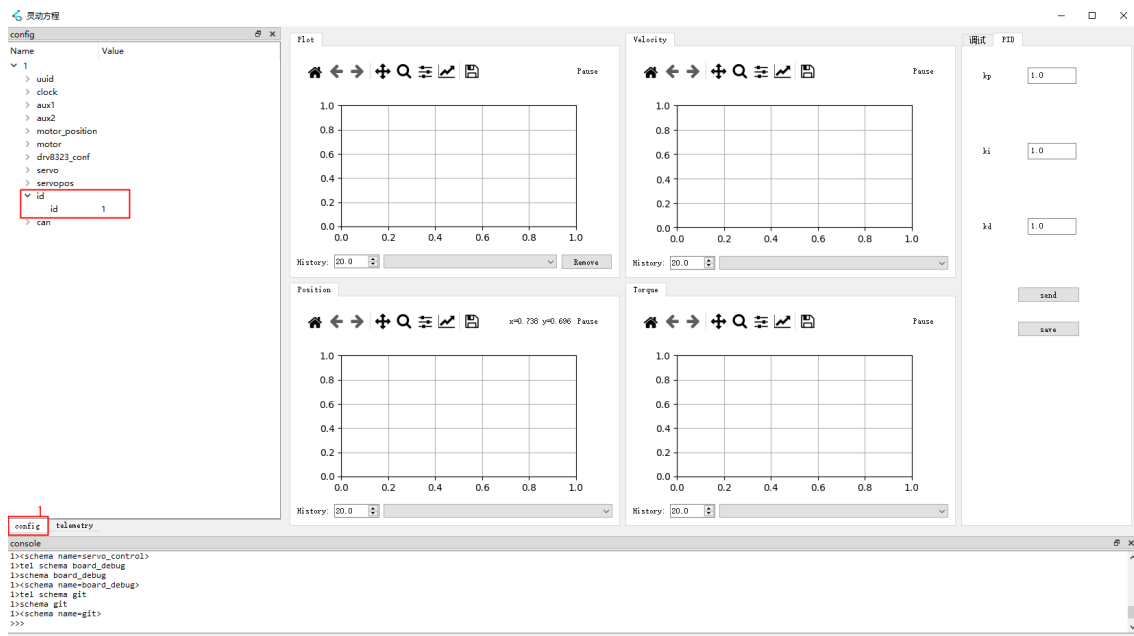 灵动方程
config
Name Value
1
uuid
clock
aux1
aux2
motor_position
motor
drv8323_conf
servo
servopos
id
id 1
can
1
config telemetry
Plot
Pause
1.0
0.8
0.6
0.4
0.2
0.0
0.0 0.2 0.4 0.6 0.8 1.0
History: 20.0 Remove
Velocity
Pause
1.0
0.8
0.6
0.4
0.2
0.0
0.0 0.2 0.4 0.6 0.8 1.0
History: 20.0
Position
x=0.738 y=0.696 Pause
1.0
0.8
0.6
0.4
0.2
0.0
0.0 0.2 0.4 0.6 0.8 1.0
History: 20.0
Torque
Pause
1.0
0.8
0.6
0.4
0.2
0.0
0.0 0.2 0.4 0.6 0.8 1.0
History: 20.0
调试 PID
kp 1.0
ki 1.0
kd 1.0
send
save
console
1><schema name=servo_control>
1>tel schema board_debug
1>schema board_debug
1><schema name=board_debug>
1>tel schema git
1>schema git
1><schema name=git>
>>>